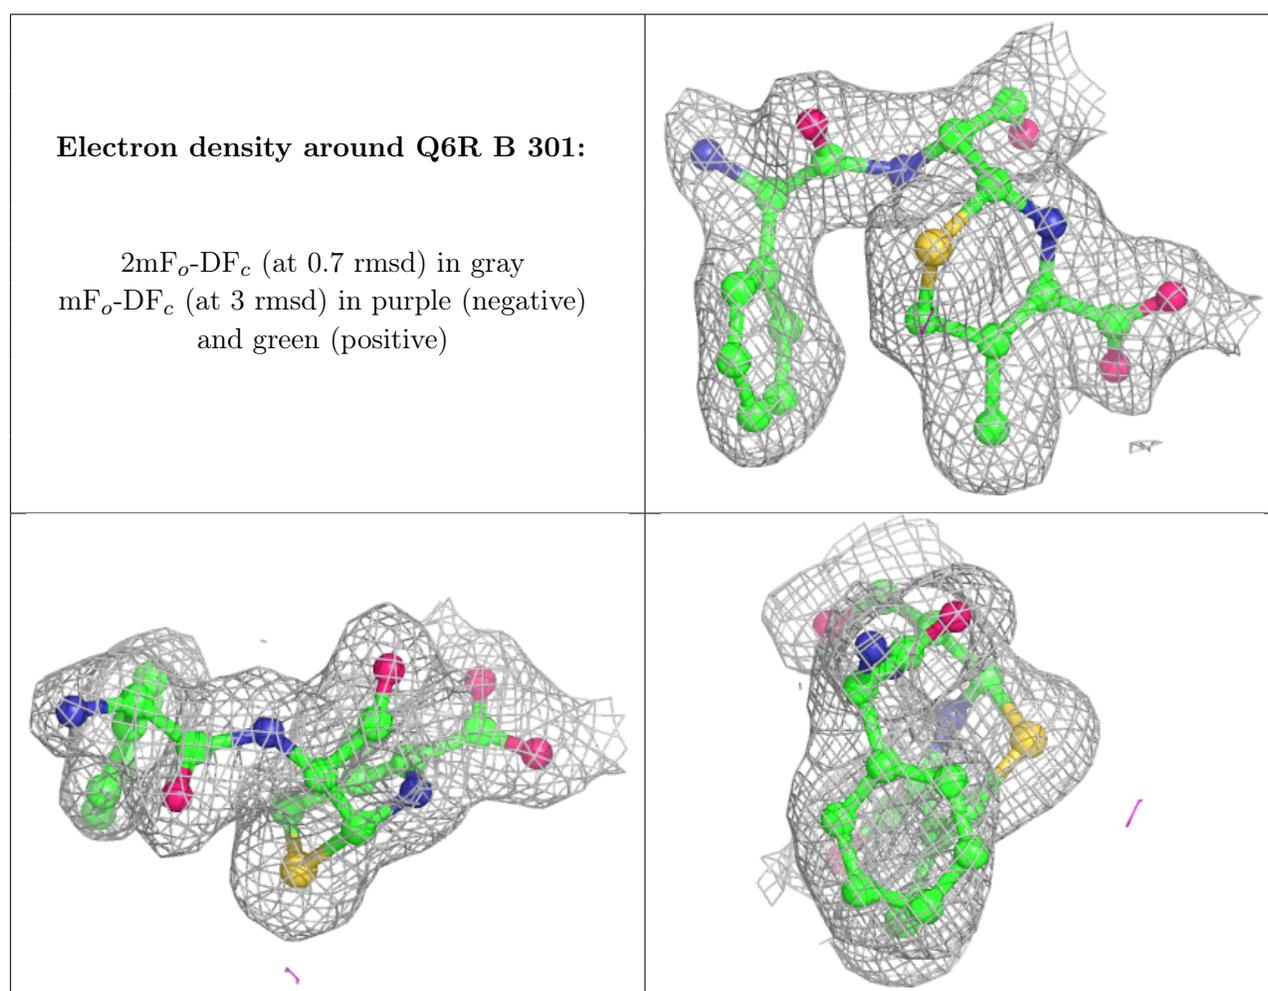 Electron density around Q6R B 301:
2mFo-DFc (at 0.7 rmsd) in gray
mFo-DFc (at 3 rmsd) in purple (negative)
and green (positive)